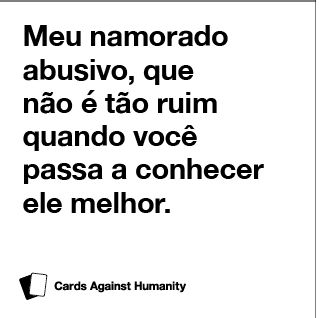 Meu namorado
abusivo, que
não é tão ruim
quando você
passa a conhecer
ele melhor.
Cards Against Humanity